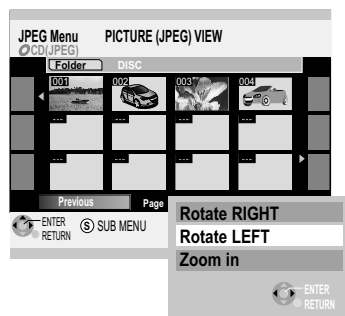 JPEG Menu PICTURE (JPEG) VIEW
CD(JPEG)
Folder DISC
001 002 003 004
--- --- --- ---
--- --- --- ---
Previous Page
ENTER
RETURN
S SUB MENU
Rotate RIGHT
Rotate LEFT
Zoom in
ENTER
RETURN